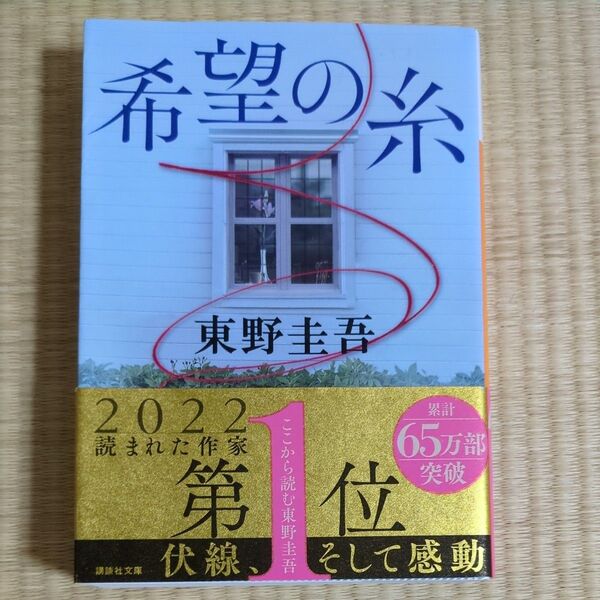 希望の糸
東野圭吾
2022
読まれた作家
第1位
ここから読む東野圭吾
累計
65万部
突破
伏線、そして感動
講談社文庫